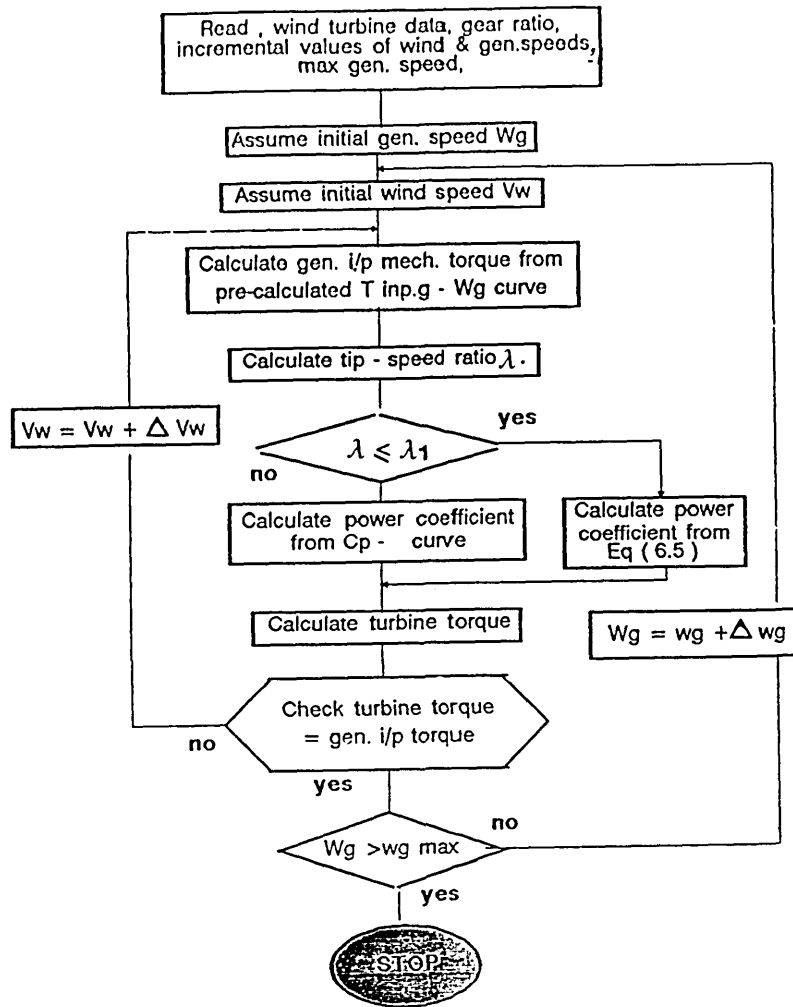 Read , wind turbine data, gear ratio,
incremental values of wind & gen.speeds,
max gen. speed,
Assume initial gen. speed Wg
Assume initial wind speed Vw
Calculate gen. i/p mech. torque from
pre-calculated T inp.g - Wg curve
Calculate tip - speed ratio λ.
Vw = Vw + Δ Vw
yes
λ ≤ λ1
no
Calculate power coefficient
from Cp - curve
Calculate power
coefficient from
Eq ( 6.5 )
Calculate turbine torque
Wg = wg + Δ wg
Check turbine torque
= gen. i/p torque
no
yes
Wg >wg max
no
yes
STOP